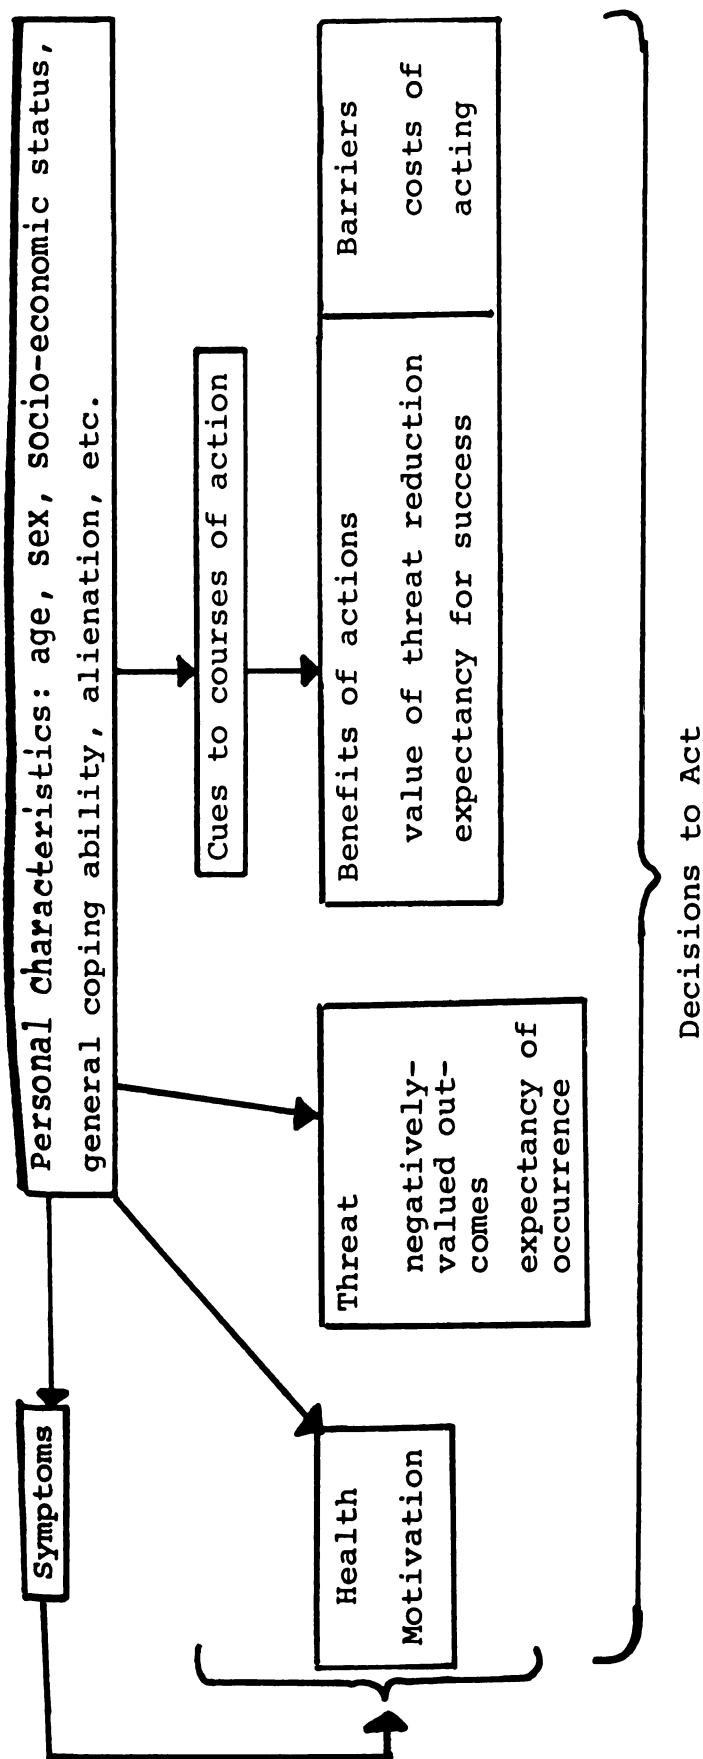 Symptoms
Personal characteristics: age, sex, socio-economic status,
general coping ability, alienation, etc.
Cues to courses of action
Health
Motivation
Threat
negatively-
valued out-
comes
expectancy of
occurrence
Benefits of actions
value of threat reduction
expectancy for success
Barriers
costs of
acting
Decisions to Act